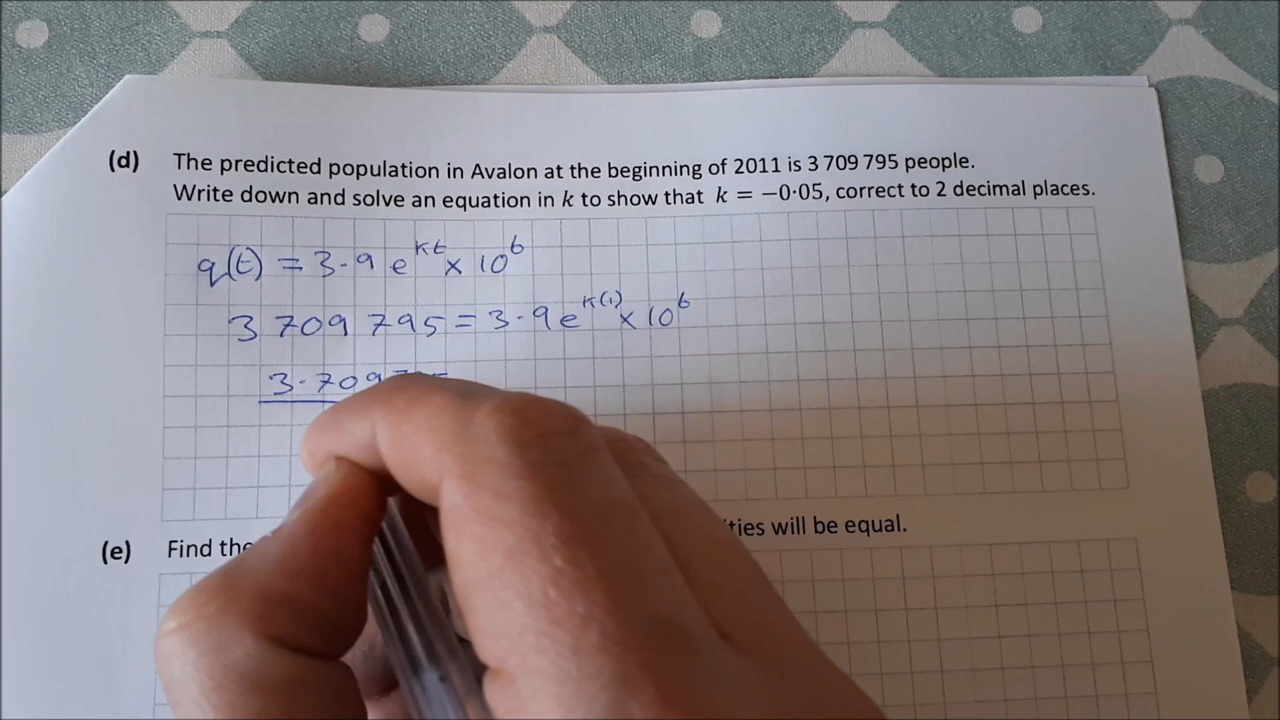 (d) The predicted population in Avalon at the beginning of 2011 is 3 709 795 people.
Write down and solve an equation in k to show that k = −0·05, correct to 2 decimal places.
q(t) = 3·9 e^kt × 10^6
3 709 795 = 3·9 e^k(1) × 10^6
3·709
(e) Find the
ties will be equal.